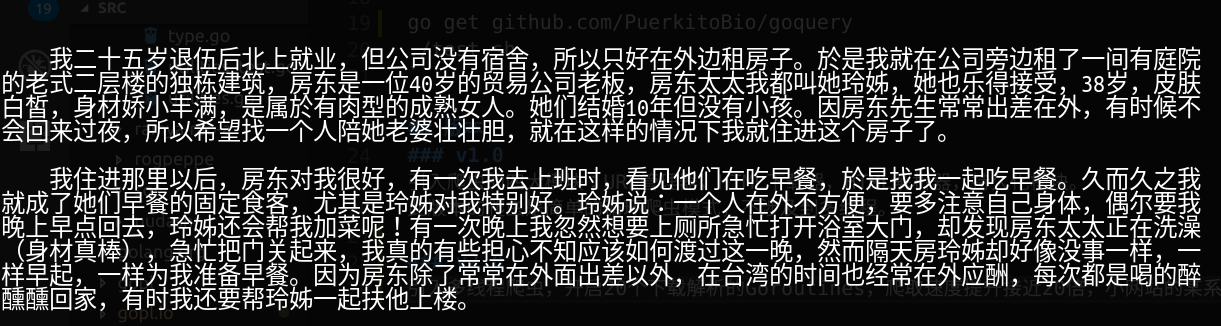 19
SRC
type.go
19 go get github.com/PuerkitoBio/goquery
我二十五岁退伍后北上就业，但公司没有宿舍，所以只好在外边租房子。於是我就在公司旁边租了一间有庭院
的老式二层楼的独栋建筑，房东是一位40岁的贸易公司老板，房东太太我都叫她玲姊，她也乐得接受，38岁，皮肤
白皙，身材娇小丰满，是属於有肉型的成熟女人。她们结婚10年但没有小孩。因房东先生常常出差在外，有时候不
会回来过夜，所以希望找一个人陪她老婆壮壮胆，就在这样的情况下我就住进这个房子了。
rogpeppe
24 ### v1.0
我住进那里以后，房东对我很好，有一次我去上班时，看见他们在吃早餐，於是找我一起吃早餐。久而久之我
就成了她们早餐的固定食客，尤其是玲姊对我特别好。玲姊说：一个人在外不方便，要多注意自己身体，偶尔要我
晚上早点回去，玲姊还会帮我加菜呢！有一次晚上我忽然想要上厕所急忙打开浴室大门，却发现房东太太正在洗澡
（身材真棒），急忙把门关起来，我真的有些担心不知应该如何渡过这一晚，然而隔天房玲姊却好像没事一样，一
样早起，一样为我准备早餐。因为房东除了常常在外面出差以外，在台湾的时间也经常在外应酬，每次都是喝的醉
醺醺回家，有时我还要帮玲姊一起扶他上楼。
gopl.io